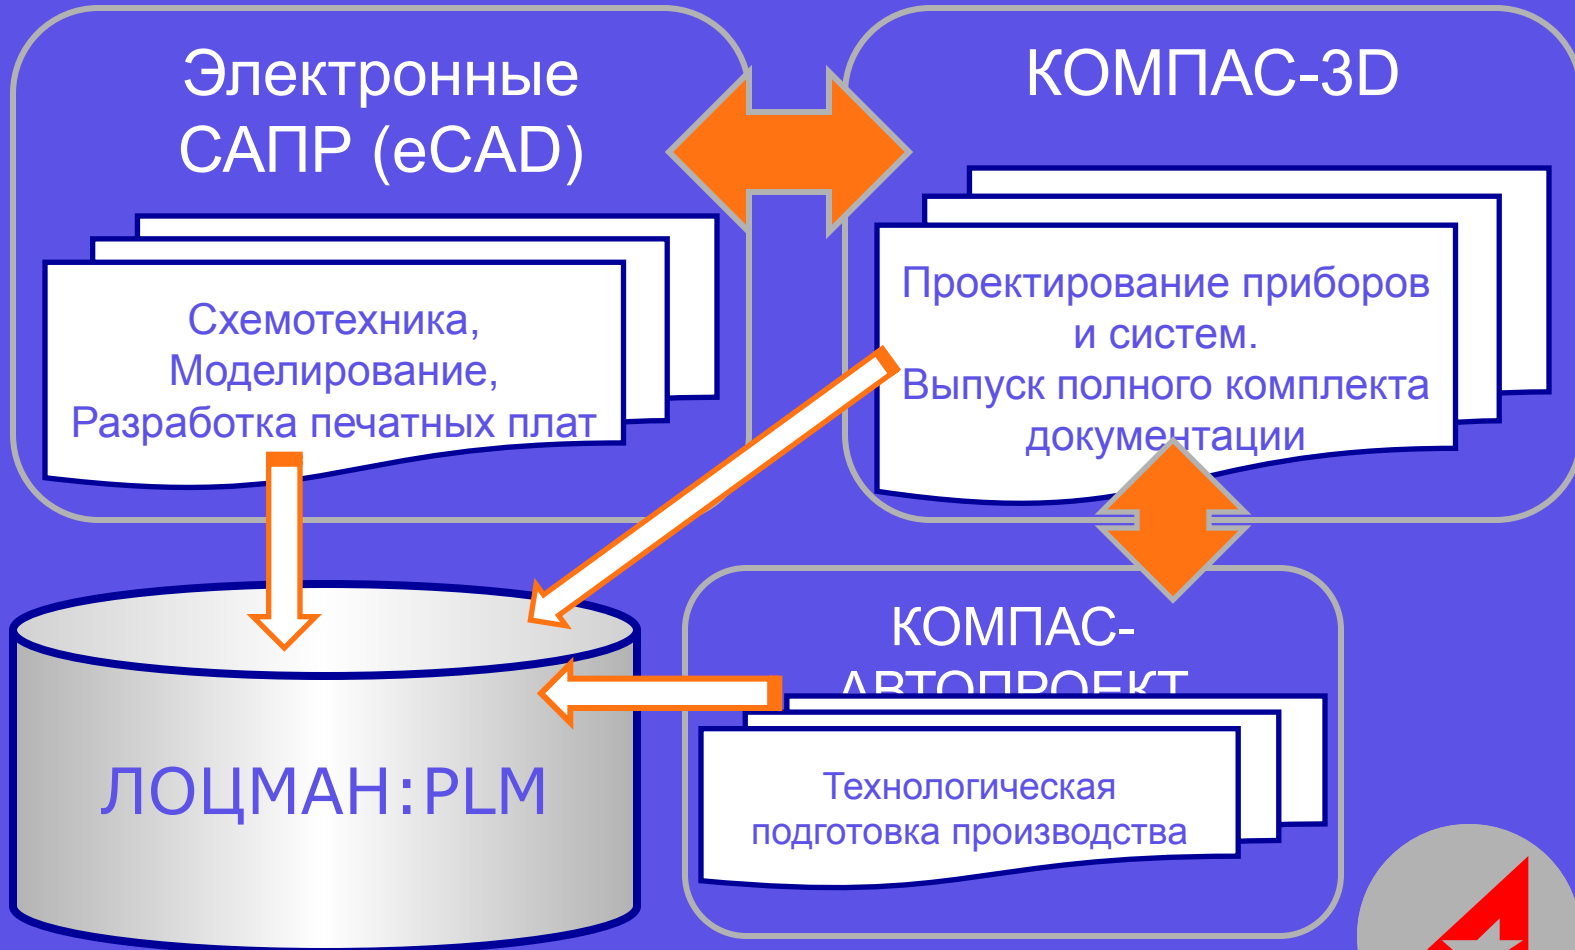 Электронные
САПР (eCAD)
Схемотехника,
Моделирование,
Разработка печатных плат
КОМПАС-3D
Проектирование приборов
и систем.
Выпуск полного комплекта
документации
КОМПАС-
АВТОПРОЕКТ
Технологическая
подготовка производства
ЛОЦМАН:PLM